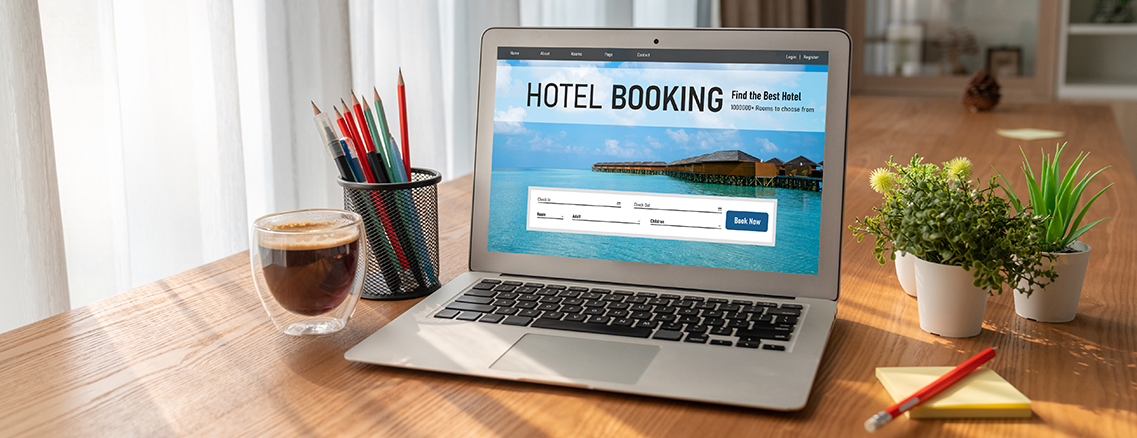 Home About Rooms Page Contact Login | Register
HOTEL BOOKING
Find the Best Hotel
1000000+ Rooms to choose from
Check In Check Out
Room Adult Children
Book Now